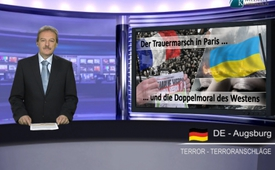 Der Trauermarsch in Paris ...
... und die Doppelmoral des Westens
DE - Augsburg
TERROR - TERRORANSCHLÄGE